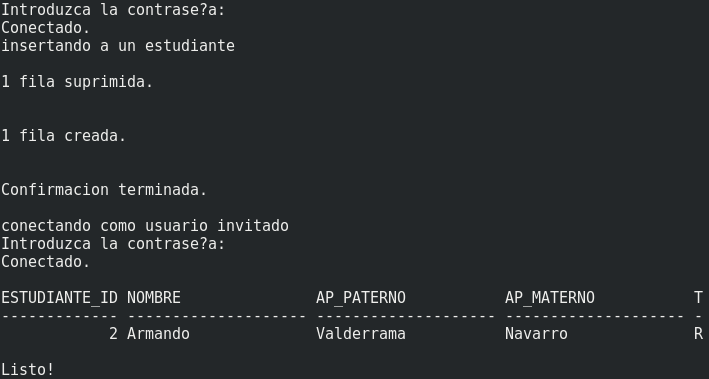 Introduzca la contrase?a:
Conectado.
insertando a un estudiante
1 fila suprimida.
1 fila creada.
Confirmacion terminada.
conectando como usuario invitado
Introduzca la contrase?a:
Conectado.
ESTUDIANTE_ID NOMBRE               AP_PATERNO           AP_MATERNO           T
------------- -------------------- -------------------- -------------------- -
            2 Armando              Valderrama           Navarro              R
Listo!